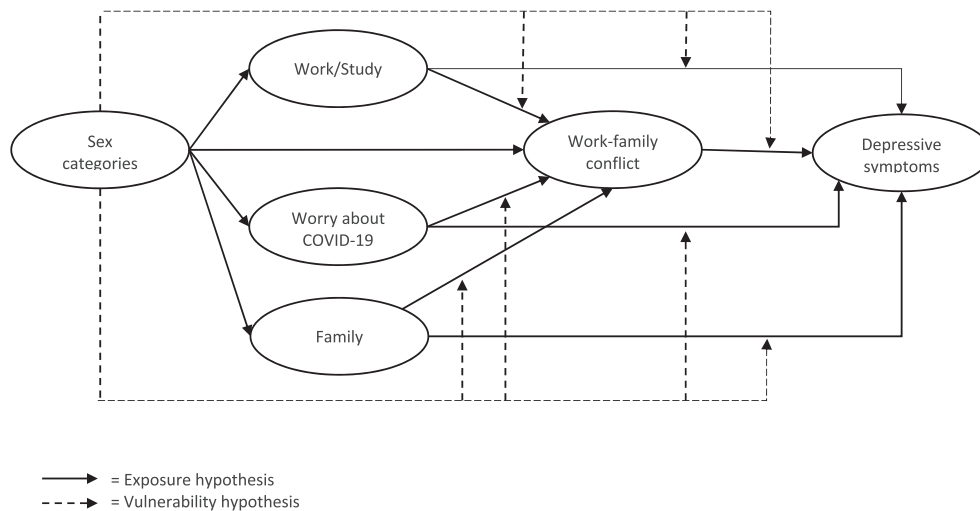 Work/Study
Sex
categories
Work-family
conflict
Depressive
symptoms
Worry about
COVID-19
Family
= Exposure hypothesis
= Vulnerability hypothesis